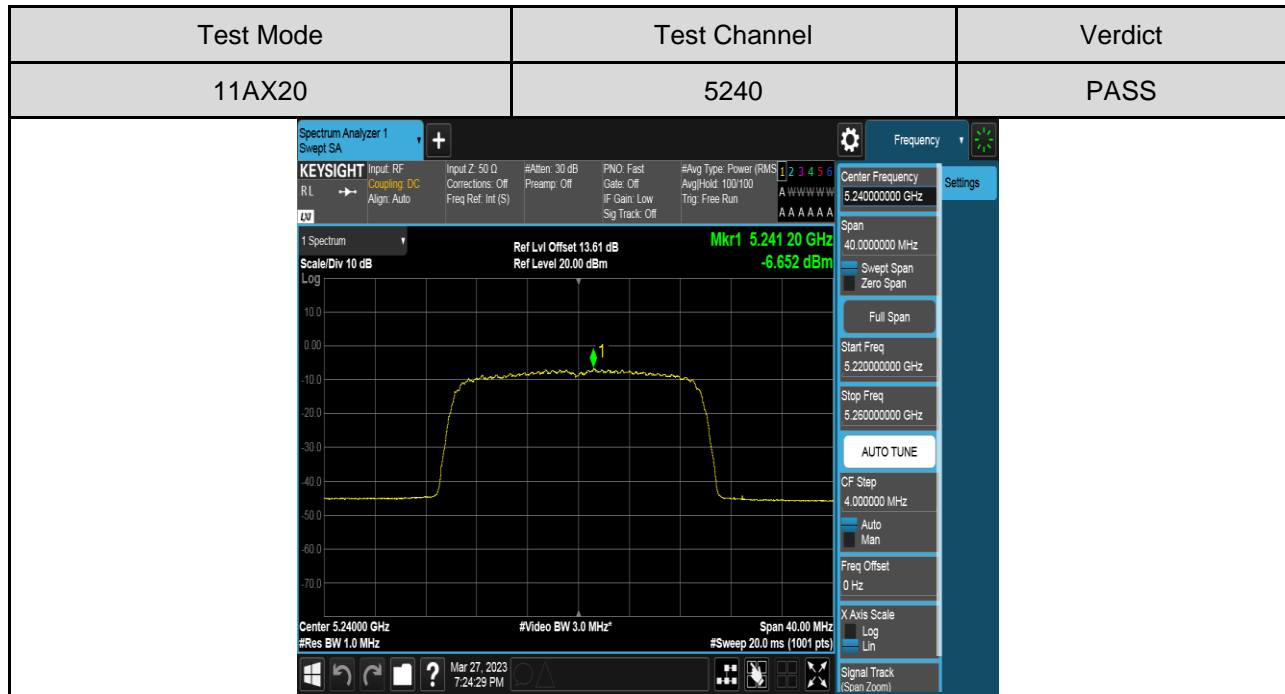 Test Mode Test Channel Verdict
11AX20 5240 PASS
Spectrum Analyzer 1
Swept SA
+
Frequency
KEYSIGHT Input: RF Input Z: 50 Ω #Atten: 30 dB PNO: Fast #Avg Type: Power (RMS 1 2 3 4 5 6
RL Coupling: DC Corrections: Off Preamp: Off Gate: Off Avg|Hold: 100/100 A W W W W W
Align: Auto Freq Ref: Int (S) IF Gain: Low Trig: Free Run
LXI Sig Track: Off A A A A A A
1 Spectrum Ref Lvl Offset 13.61 dB Mkr1 5.241 20 GHz
Scale/Div 10 dB Ref Level 20.00 dBm -6.652 dBm
Log
10.0
0.00
1
-10.0
-20.0
-30.0
-40.0
-50.0
-60.0
-70.0
Center 5.24000 GHz #Video BW 3.0 MHz* Span 40.00 MHz
#Res BW 1.0 MHz #Sweep 20.0 ms (1001 pts)
? Mar 27, 2023
7:24:29 PM
Center Frequency
5.240000000 GHz
Settings
Span
40.0000000 MHz
Swept Span
Zero Span
Full Span
Start Freq
5.220000000 GHz
Stop Freq
5.260000000 GHz
AUTO TUNE
CF Step
4.000000 MHz
Auto
Man
Freq Offset
0 Hz
X Axis Scale
Log
Lin
Signal Track
(Span Zoom)